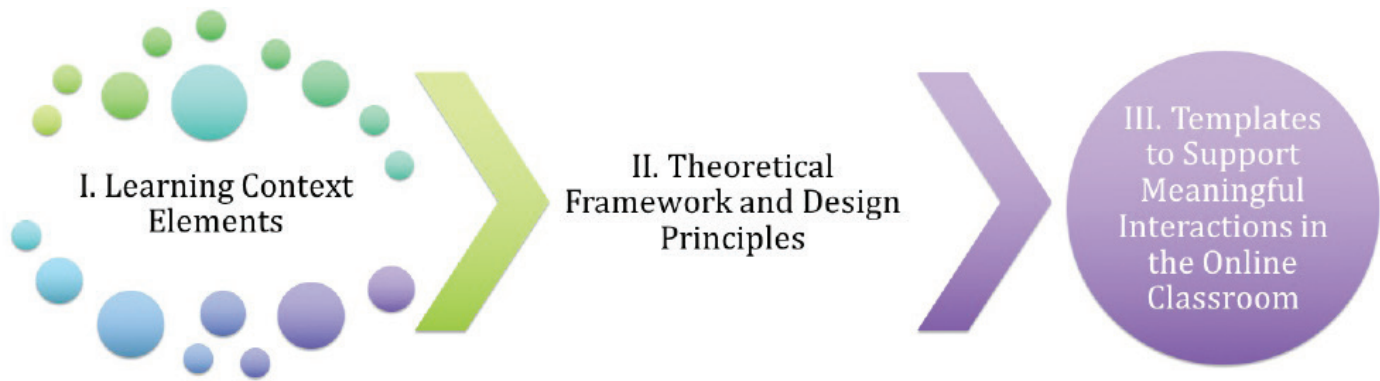 I. Learning Context
Elements
II. Theoretical
Framework and Design
Principles
III. Templates
to Support
Meaningful
Interactions in
the Online
Classroom